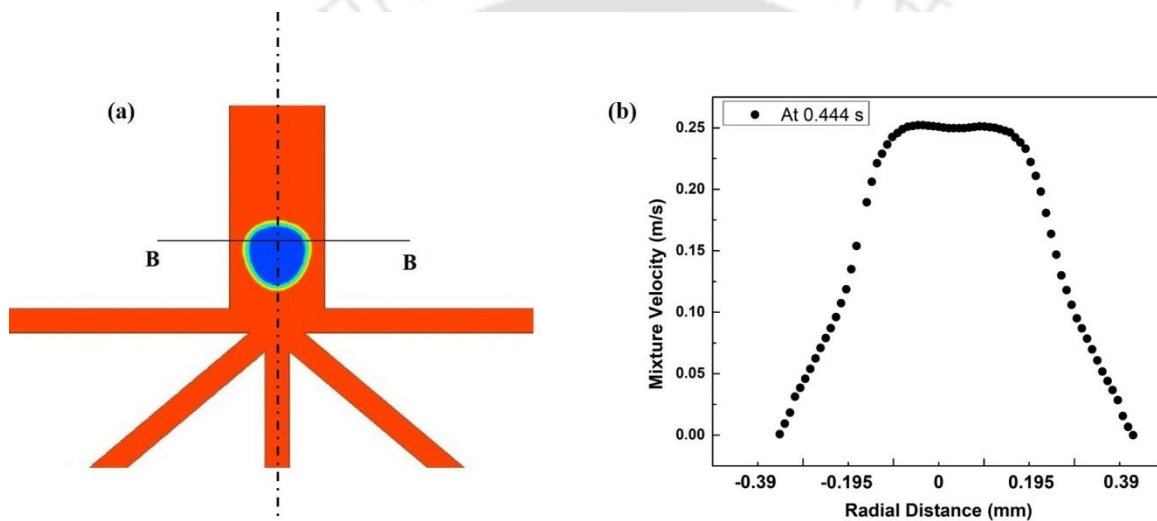 (a)
B B
(b)
At 0.444 s
Mixture Velocity (m/s)
0.25
0.20
0.15
0.10
0.05
0.00
-0.39 -0.195 0 0.195 0.39
Radial Distance (mm)